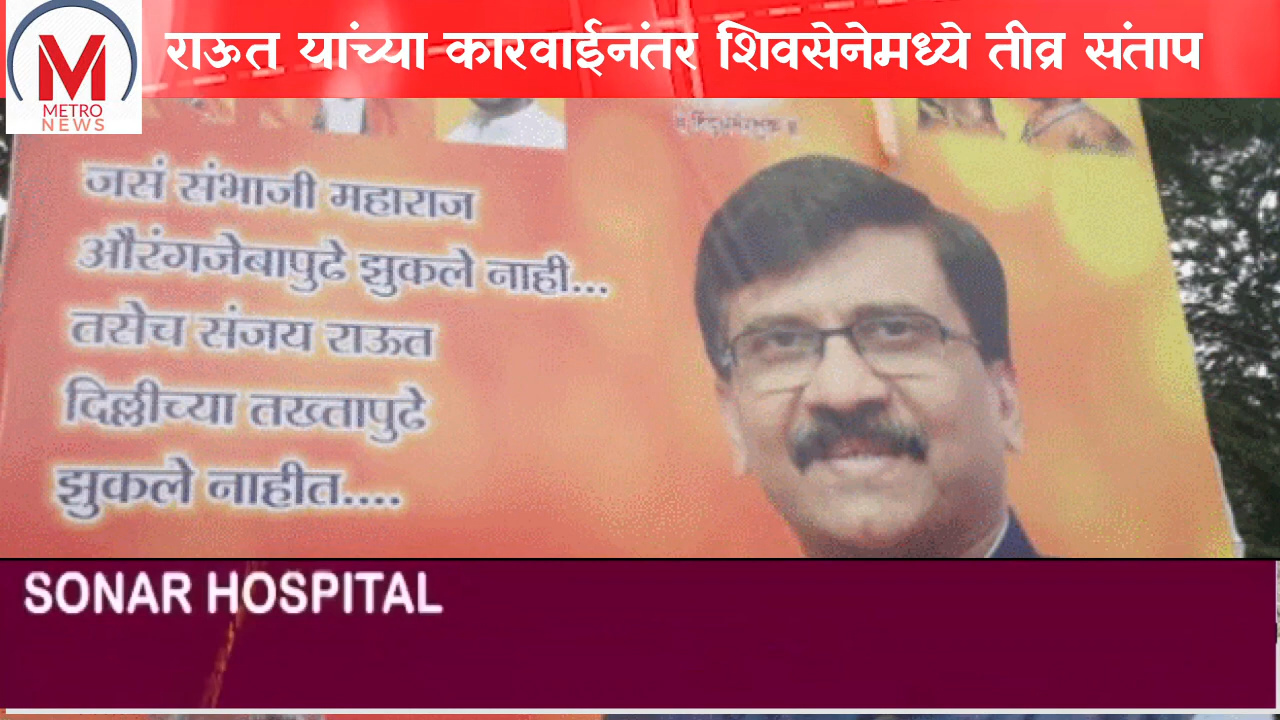 राऊत यांच्या कारवाईनंतर शिवसेनेमध्ये तीव्र संताप
METRO
NEWS
जसं संभाजी महाराज
औरंगजेबापुढे झुकले नाही...
तसेच संजय राऊत
दिल्लीच्या तख्तापुढे
झुकले नाहीत....
SONAR HOSPITAL